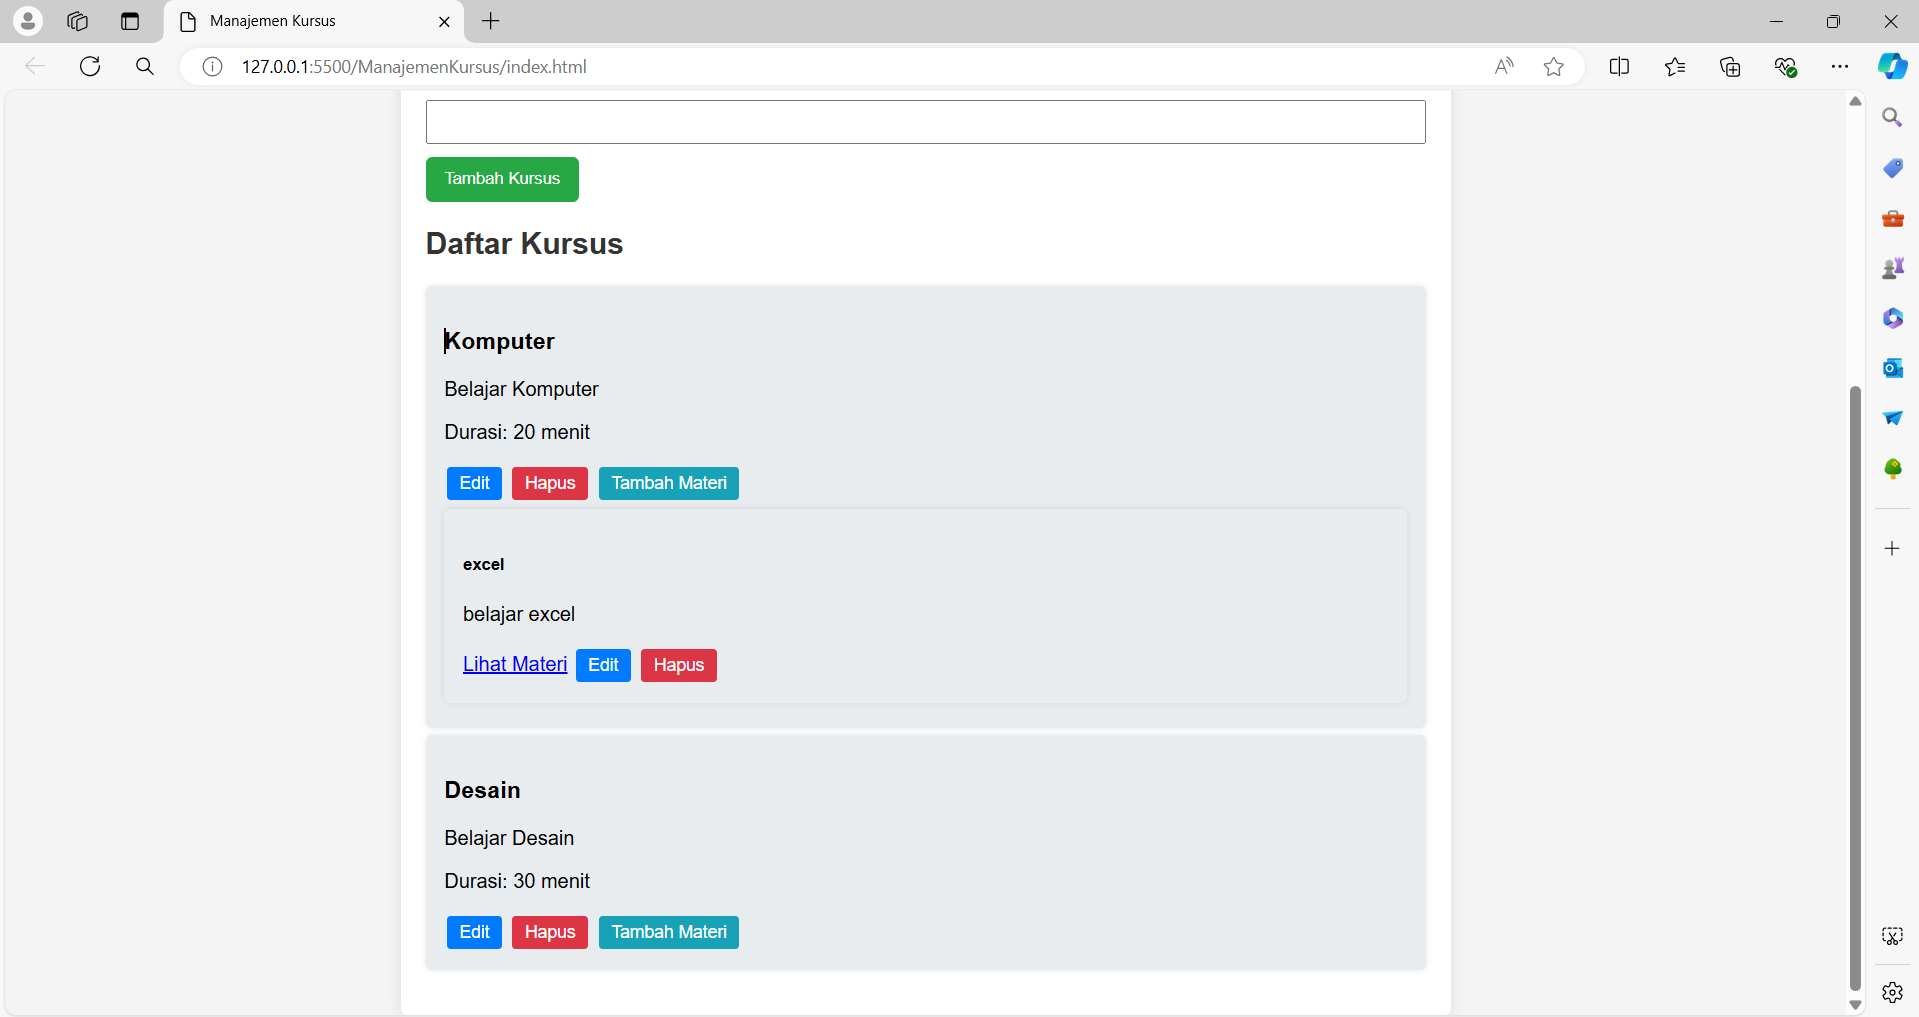 Manajemen Kursus
127.0.0.1:5500/ManajemenKursus/index.html
Tambah Kursus
Daftar Kursus
Komputer
Belajar Komputer
Durasi: 20 menit
Edit Hapus Tambah Materi
excel
belajar excel
Lihat Materi Edit Hapus
Desain
Belajar Desain
Durasi: 30 menit
Edit Hapus Tambah Materi